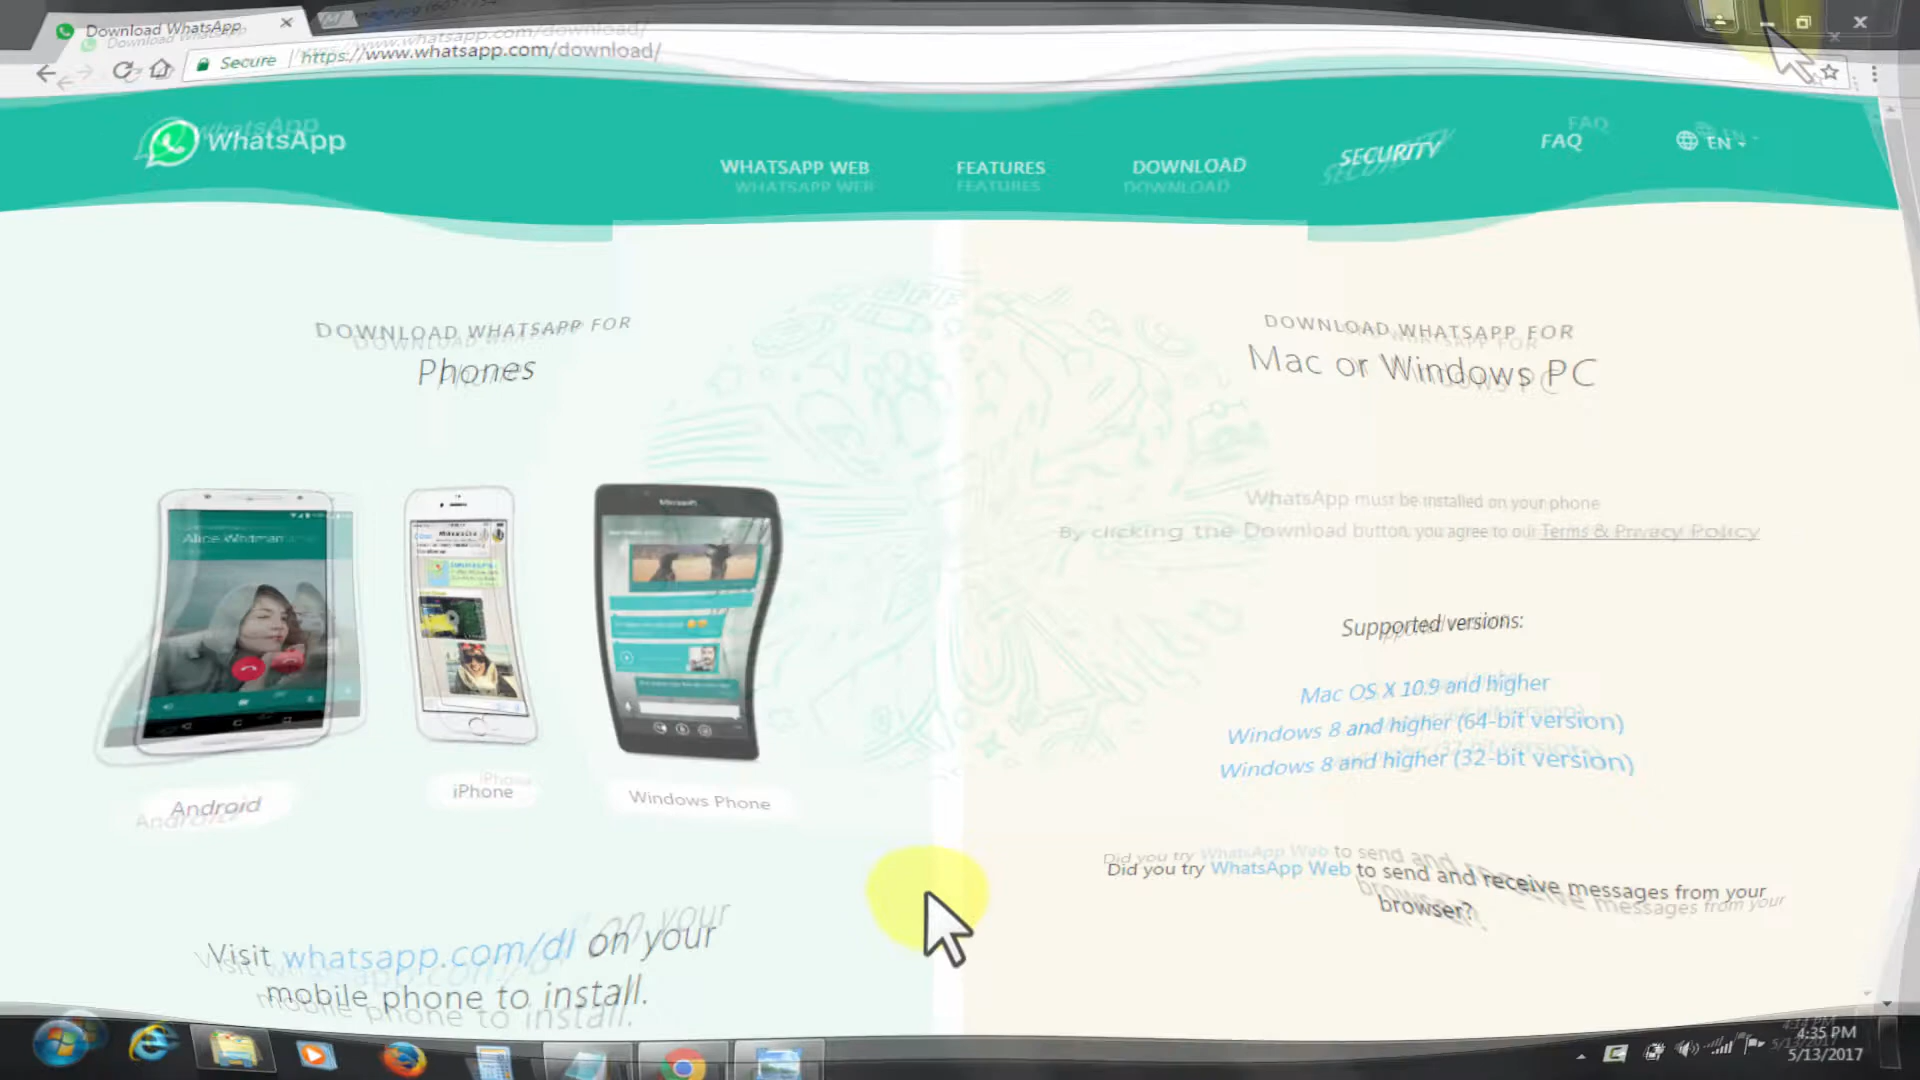 Download WhatsApp
Secure https://www.whatsapp.com/download/
WhatsApp
WHATSAPP WEB
FEATURES
DOWNLOAD
SECURITY
FAQ
EN
DOWNLOAD WHATSAPP FOR
Phones
Alice Whitman
Microsoft
Android
iPhone
Windows Phone
Visit whatsapp.com/dl on your
mobile phone to install.
DOWNLOAD WHATSAPP FOR
Mac or Windows PC
WhatsApp must be installed on your phone
By clicking the Download button, you agree to our Terms & Privacy Policy
Supported versions:
Mac OS X 10.9 and higher
Windows 8 and higher (64-bit version)
Windows 8 and higher (32-bit version)
Did you try WhatsApp Web to send and receive messages from your
browser?
4:35 PM
5/13/2017